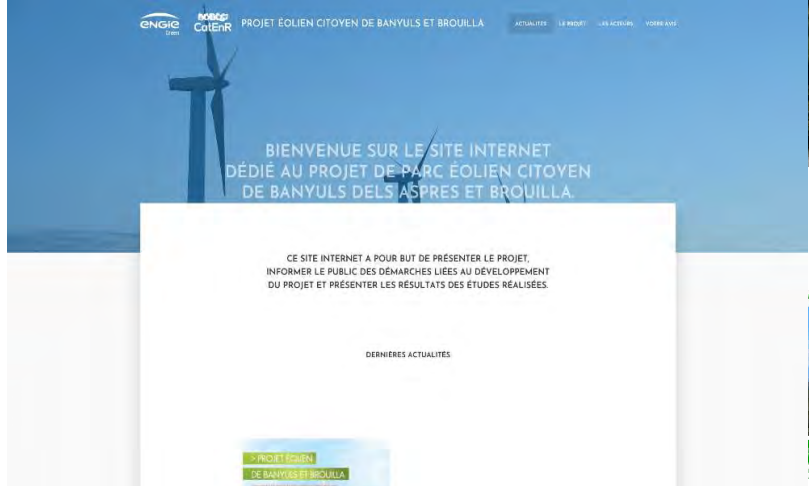 ENGIE
Green
CatEnR
PROJET ÉOLIEN CITOYEN DE BANYULS ET BROUILLA
ACTUALITÉS LE PROJET LES ACTEURS VOTRE AVIS
BIENVENUE SUR LE SITE INTERNET
DÉDIÉ AU PROJET DE PARC ÉOLIEN CITOYEN
DE BANYULS DELS ASPRES ET BROUILLA.
CE SITE INTERNET A POUR BUT DE PRÉSENTER LE PROJET,
INFORMER LE PUBLIC DES DÉMARCHES LIÉES AU DÉVELOPPEMENT
DU PROJET ET PRÉSENTER LES RÉSULTATS DES ÉTUDES RÉALISÉES.
DERNIÈRES ACTUALITÉS
> PROJET ÉOLIEN
DE BANYULS ET BROUILLA